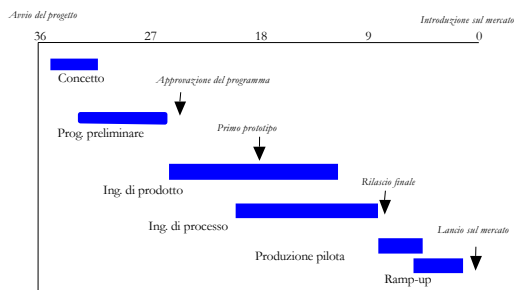 Avvio del progetto
Introduzione sul mercato
36 27 18 9 0
Concetto
Approvazione del programma
Prog. preliminare
Primo prototipo
Ing. di prodotto
Rilascio finale
Ing. di processo
Lancio sul mercato
Produzione pilota
Ramp-up